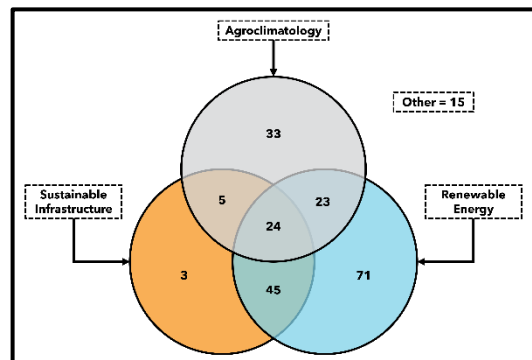 Agroclimatology
Other = 15
33
Sustainable
Infrastructure
5
23
Renewable
Energy
24
3
45
71